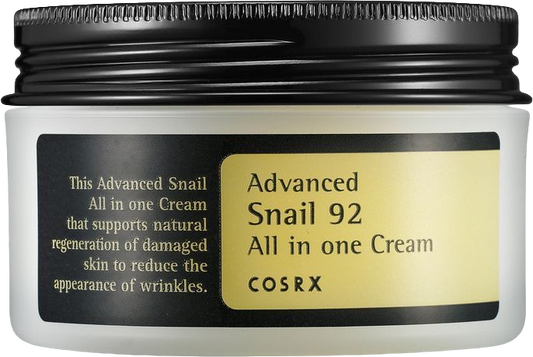 This Advanced Snail
All in one Cream
that supports natural
regeneration of damaged
skin to reduce the
appearance of wrinkles.
Advanced
Snail 92
All in one Cream
COSRX